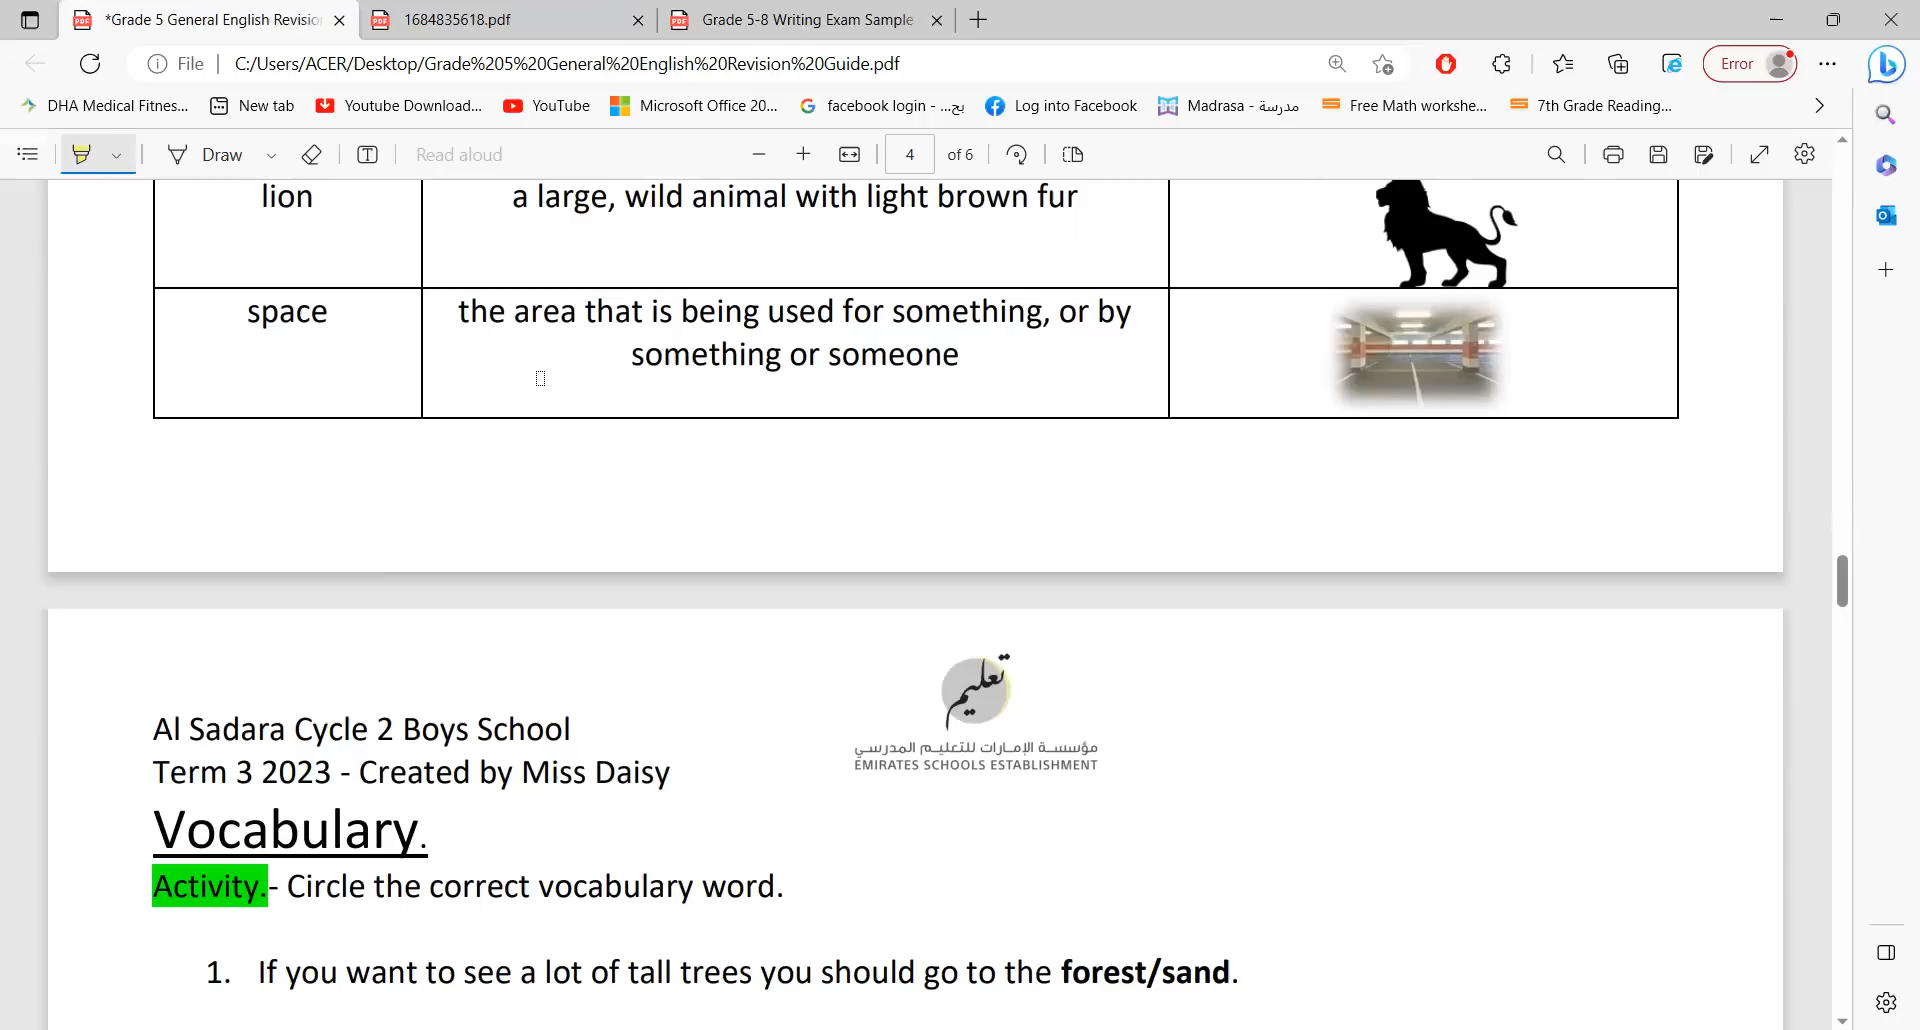 *Grade 5 General English Revisio
1684835618.pdf
Grade 5-8 Writing Exam Sample
File
C:/Users/ACER/Desktop/Grade%205%20General%20English%20Revision%20Guide.pdf
Error
DHA Medical Fitnes...
New tab
Youtube Download...
YouTube
Microsoft Office 20...
facebook login - ...بح
Log into Facebook
Madrasa - مدرسة
Free Math workshe...
7th Grade Reading...
Draw
Read aloud
4 of 6
lion
a large, wild animal with light brown fur
space
the area that is being used for something, or by
something or someone
تعليم
مؤسسة الإمارات للتعليم المدرسي
EMIRATES SCHOOLS ESTABLISHMENT
Al Sadara Cycle 2 Boys School
Term 3 2023 - Created by Miss Daisy
Vocabulary.
Activity.- Circle the correct vocabulary word.
1. If you want to see a lot of tall trees you should go to the forest/sand.